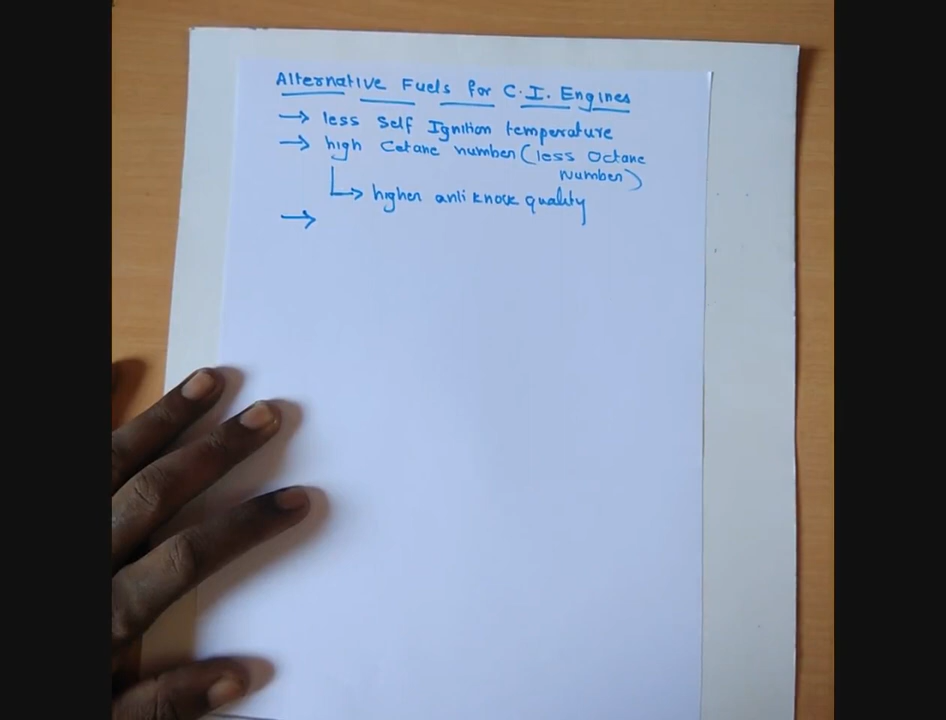 Alternative Fuels for C.I. Engines
→ less Self Ignition temperature
→ high Cetane number (less Octane
Number)
↳ higher anti knock quality
→